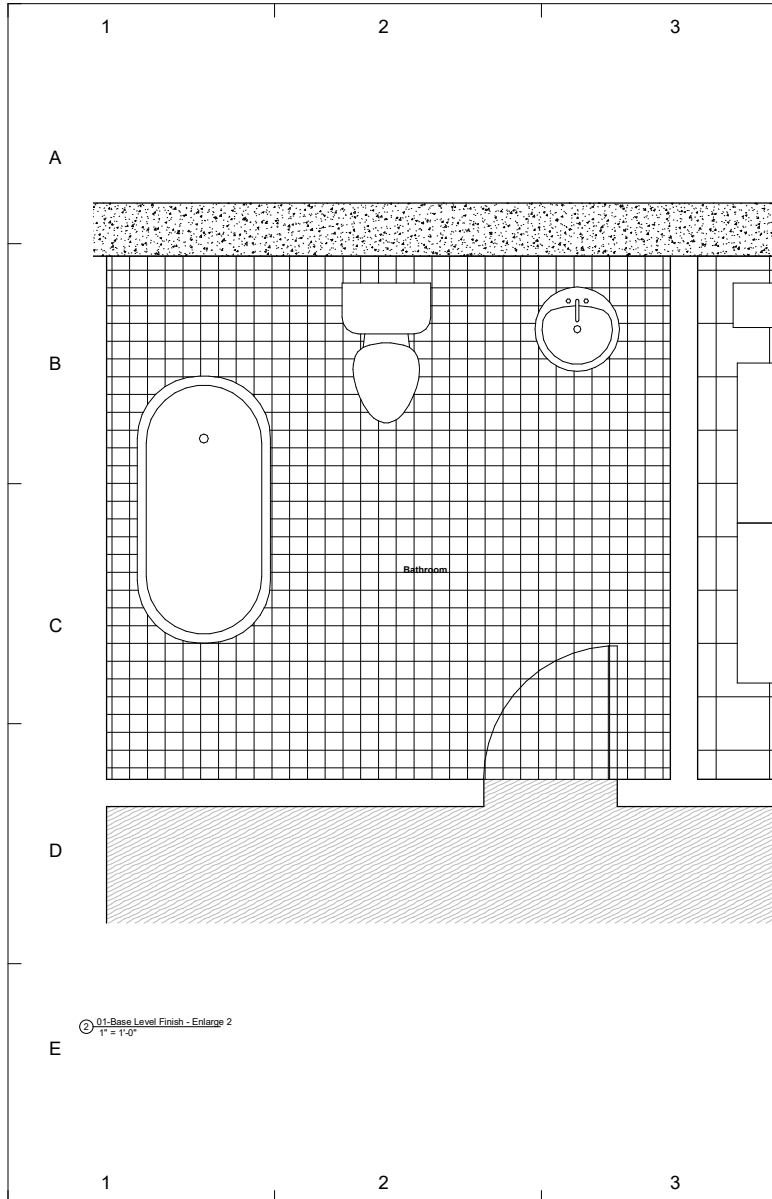 1 2 3
A
B
Bathroom
C
D
2 01-Base Level Finish - Enlarge 2
1" = 1'-0"
E
1 2 3